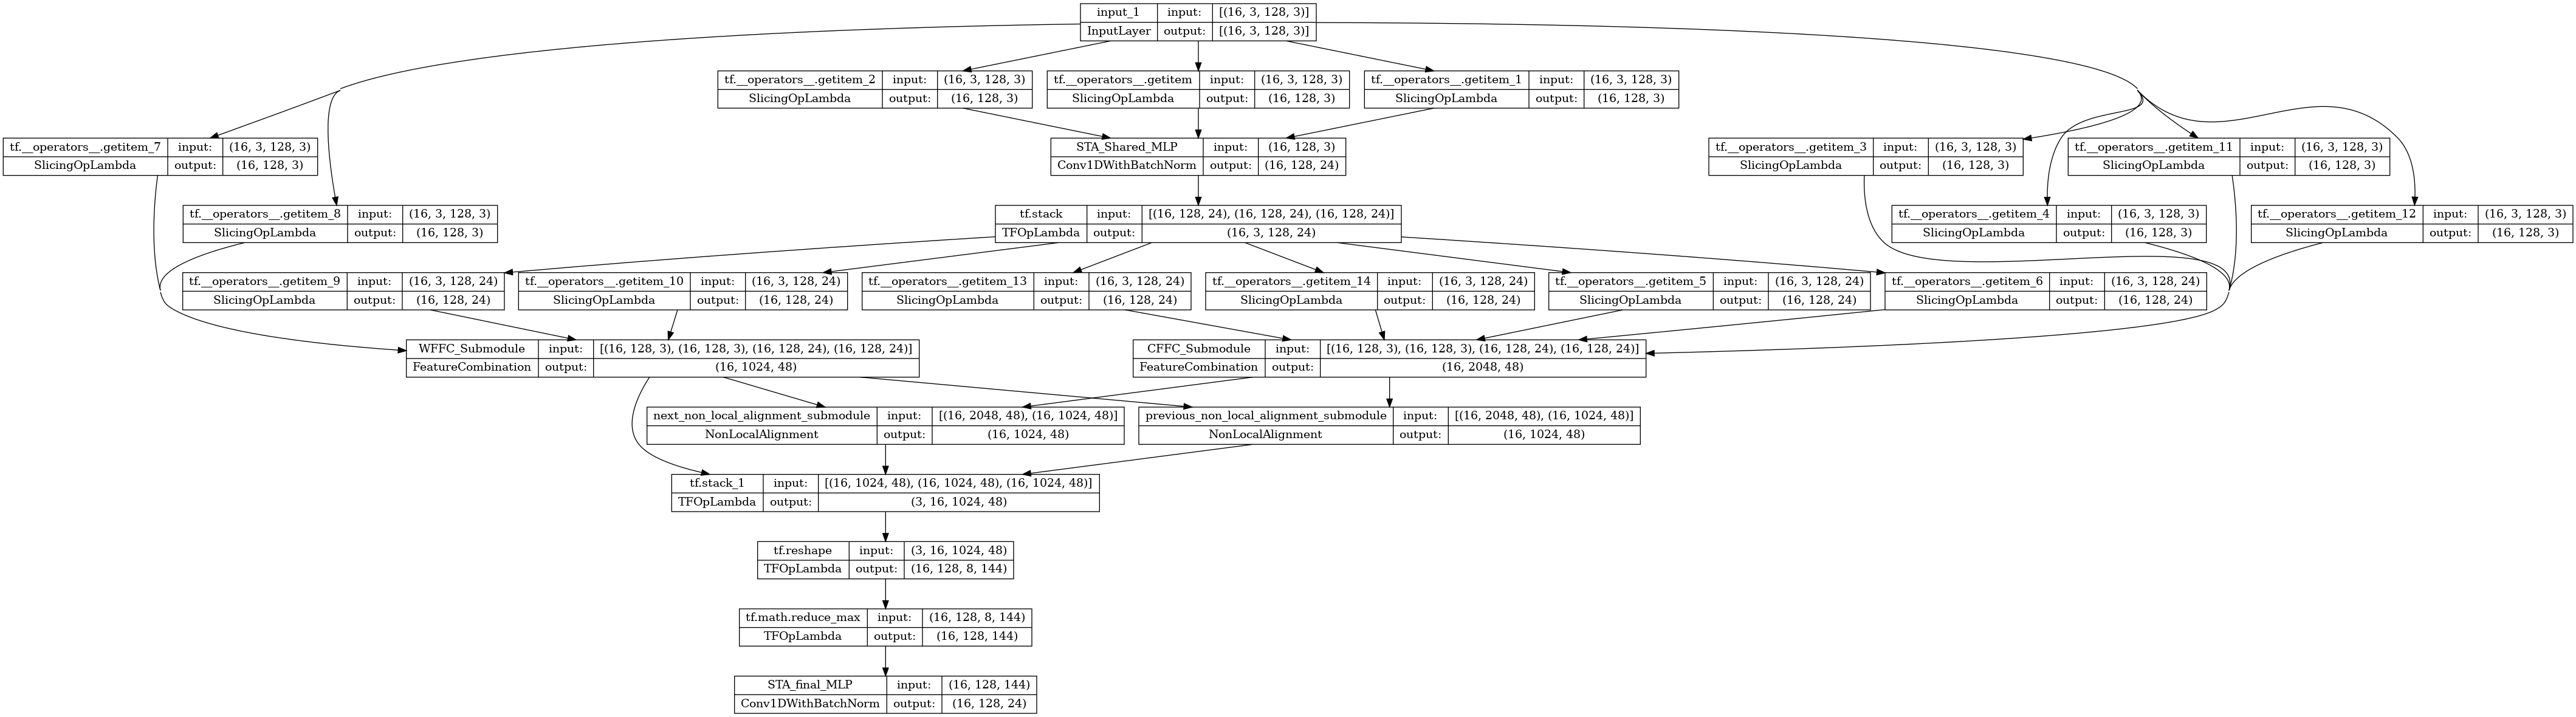 input_1 input: [(16, 3, 128, 3)]
InputLayer output: [(16, 3, 128, 3)]
tf.__operators__.getitem_2 input: (16, 3, 128, 3)
SlicingOpLambda output: (16, 128, 3)
tf.__operators__.getitem input: (16, 3, 128, 3)
SlicingOpLambda output: (16, 128, 3)
tf.__operators__.getitem_1 input: (16, 3, 128, 3)
SlicingOpLambda output: (16, 128, 3)
tf.__operators__.getitem_7 input: (16, 3, 128, 3)
SlicingOpLambda output: (16, 128, 3)
STA_Shared_MLP input: (16, 128, 3)
Conv1DWithBatchNorm output: (16, 128, 24)
tf.__operators__.getitem_3 input: (16, 3, 128, 3)
SlicingOpLambda output: (16, 128, 3)
tf.__operators__.getitem_11 input: (16, 3, 128, 3)
SlicingOpLambda output: (16, 128, 3)
tf.__operators__.getitem_8 input: (16, 3, 128, 3)
SlicingOpLambda output: (16, 128, 3)
tf.stack input: [(16, 128, 24), (16, 128, 24), (16, 128, 24)]
TFOpLambda output: (16, 3, 128, 24)
tf.__operators__.getitem_4 input: (16, 3, 128, 3)
SlicingOpLambda output: (16, 128, 3)
tf.__operators__.getitem_12 input: (16, 3, 128, 3)
SlicingOpLambda output: (16, 128, 3)
tf.__operators__.getitem_9 input: (16, 3, 128, 24)
SlicingOpLambda output: (16, 128, 24)
tf.__operators__.getitem_10 input: (16, 3, 128, 24)
SlicingOpLambda output: (16, 128, 24)
tf.__operators__.getitem_13 input: (16, 3, 128, 24)
SlicingOpLambda output: (16, 128, 24)
tf.__operators__.getitem_14 input: (16, 3, 128, 24)
SlicingOpLambda output: (16, 128, 24)
tf.__operators__.getitem_5 input: (16, 3, 128, 24)
SlicingOpLambda output: (16, 128, 24)
tf.__operators__.getitem_6 input: (16, 3, 128, 24)
SlicingOpLambda output: (16, 128, 24)
WFFC_Submodule input: [(16, 128, 3), (16, 128, 3), (16, 128, 24), (16, 128, 24)]
FeatureCombination output: (16, 1024, 48)
CFFC_Submodule input: [(16, 128, 3), (16, 128, 3), (16, 128, 24), (16, 128, 24)]
FeatureCombination output: (16, 2048, 48)
next_non_local_alignment_submodule input: [(16, 2048, 48), (16, 1024, 48)]
NonLocalAlignment output: (16, 1024, 48)
previous_non_local_alignment_submodule input: [(16, 2048, 48), (16, 1024, 48)]
NonLocalAlignment output: (16, 1024, 48)
tf.stack_1 input: [(16, 1024, 48), (16, 1024, 48), (16, 1024, 48)]
TFOpLambda output: (3, 16, 1024, 48)
tf.reshape input: (3, 16, 1024, 48)
TFOpLambda output: (16, 128, 8, 144)
tf.math.reduce_max input: (16, 128, 8, 144)
TFOpLambda output: (16, 128, 144)
STA_final_MLP input: (16, 128, 144)
Conv1DWithBatchNorm output: (16, 128, 24)